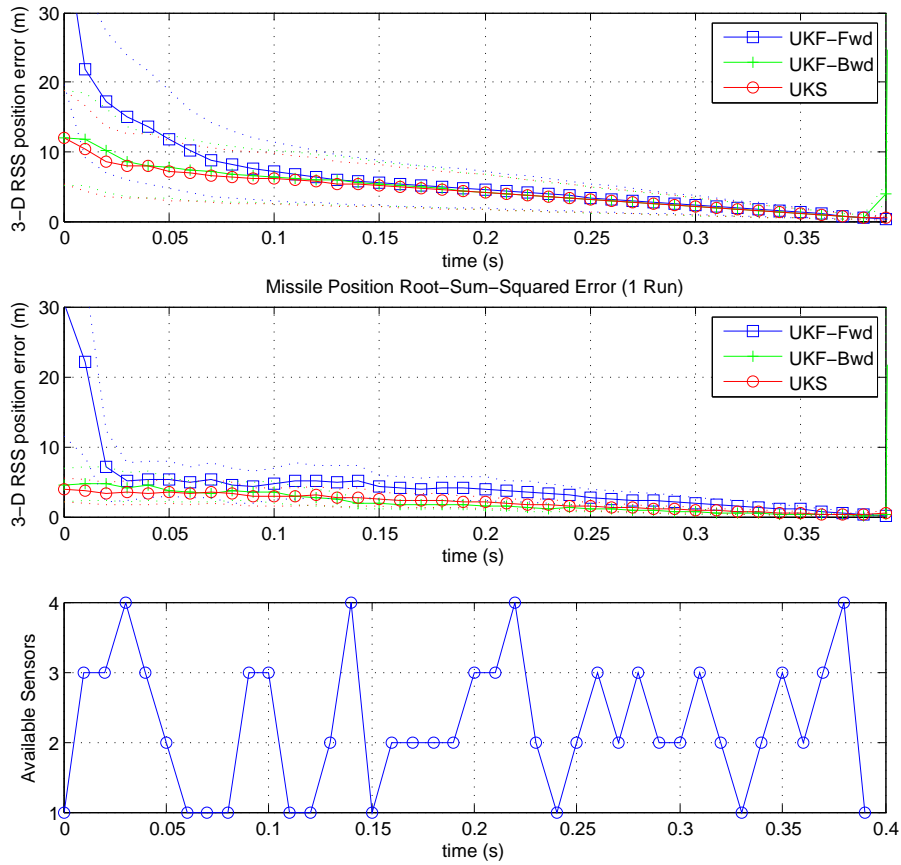 30
20
10
0
3−D RSS position error (m)
UKF−Fwd
UKF−Bwd
UKS
0 0.05 0.1 0.15 0.2 0.25 0.3 0.35
time (s)
Missile Position Root−Sum−Squared Error (1 Run)
30
20
10
0
3−D RSS position error (m)
UKF−Fwd
UKF−Bwd
UKS
0 0.05 0.1 0.15 0.2 0.25 0.3 0.35
time (s)
4
3
2
1
Available Sensors
0 0.05 0.1 0.15 0.2 0.25 0.3 0.35 0.4
time (s)